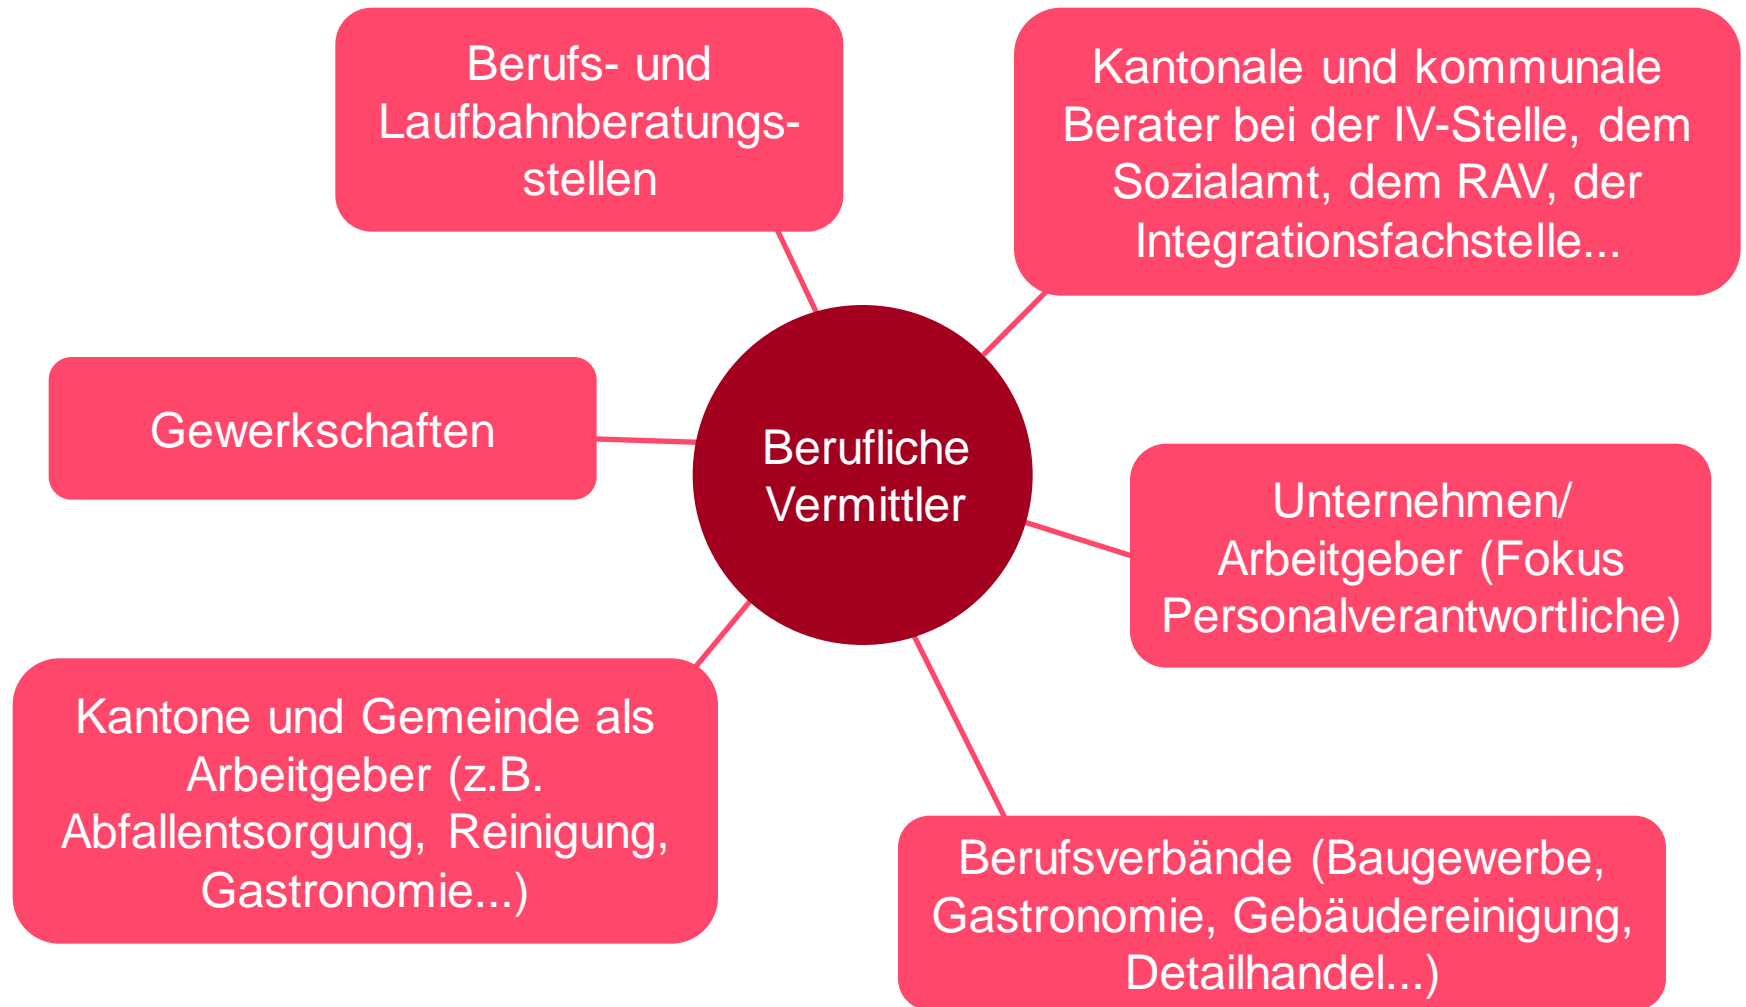 Berufs- und
Laufbahnberatungs-
stellen
Kantonale und kommunale
Berater bei der IV-Stelle, dem
Sozialamt, dem RAV, der
Integrationsfachstelle...
Gewerkschaften
Berufliche
Vermittler
Unternehmen/
Arbeitgeber (Fokus
Personalverantwortliche)
Kantone und Gemeinde als
Arbeitgeber (z.B.
Abfallentsorgung, Reinigung,
Gastronomie...)
Berufsverbände (Baugewerbe,
Gastronomie, Gebäudereinigung,
Detailhandel...)